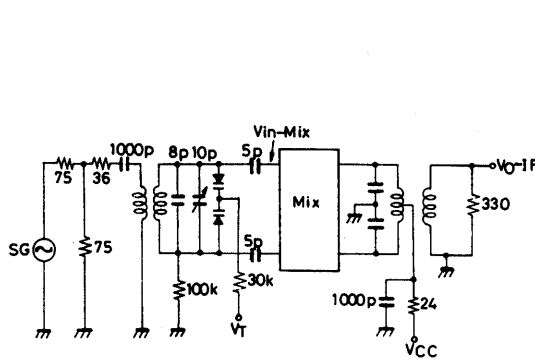 Vin-Mix
1000p
8p 10p
5p
75
36
Mix
VO-IF
330
SG
75
5p
100k
30k
1000p
24
VT
VCC